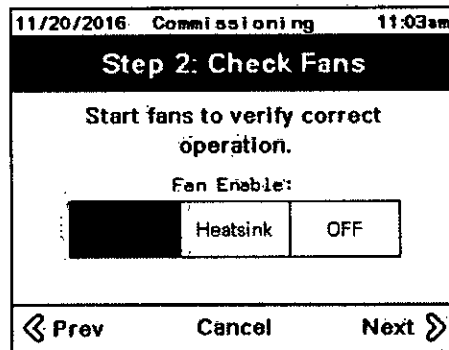 11/20/2016 Commissioning 11:03am
Step 2: Check Fans
Start fans to verify correct
operation.
Fan Enable:
Heatsink OFF
Prev Cancel Next